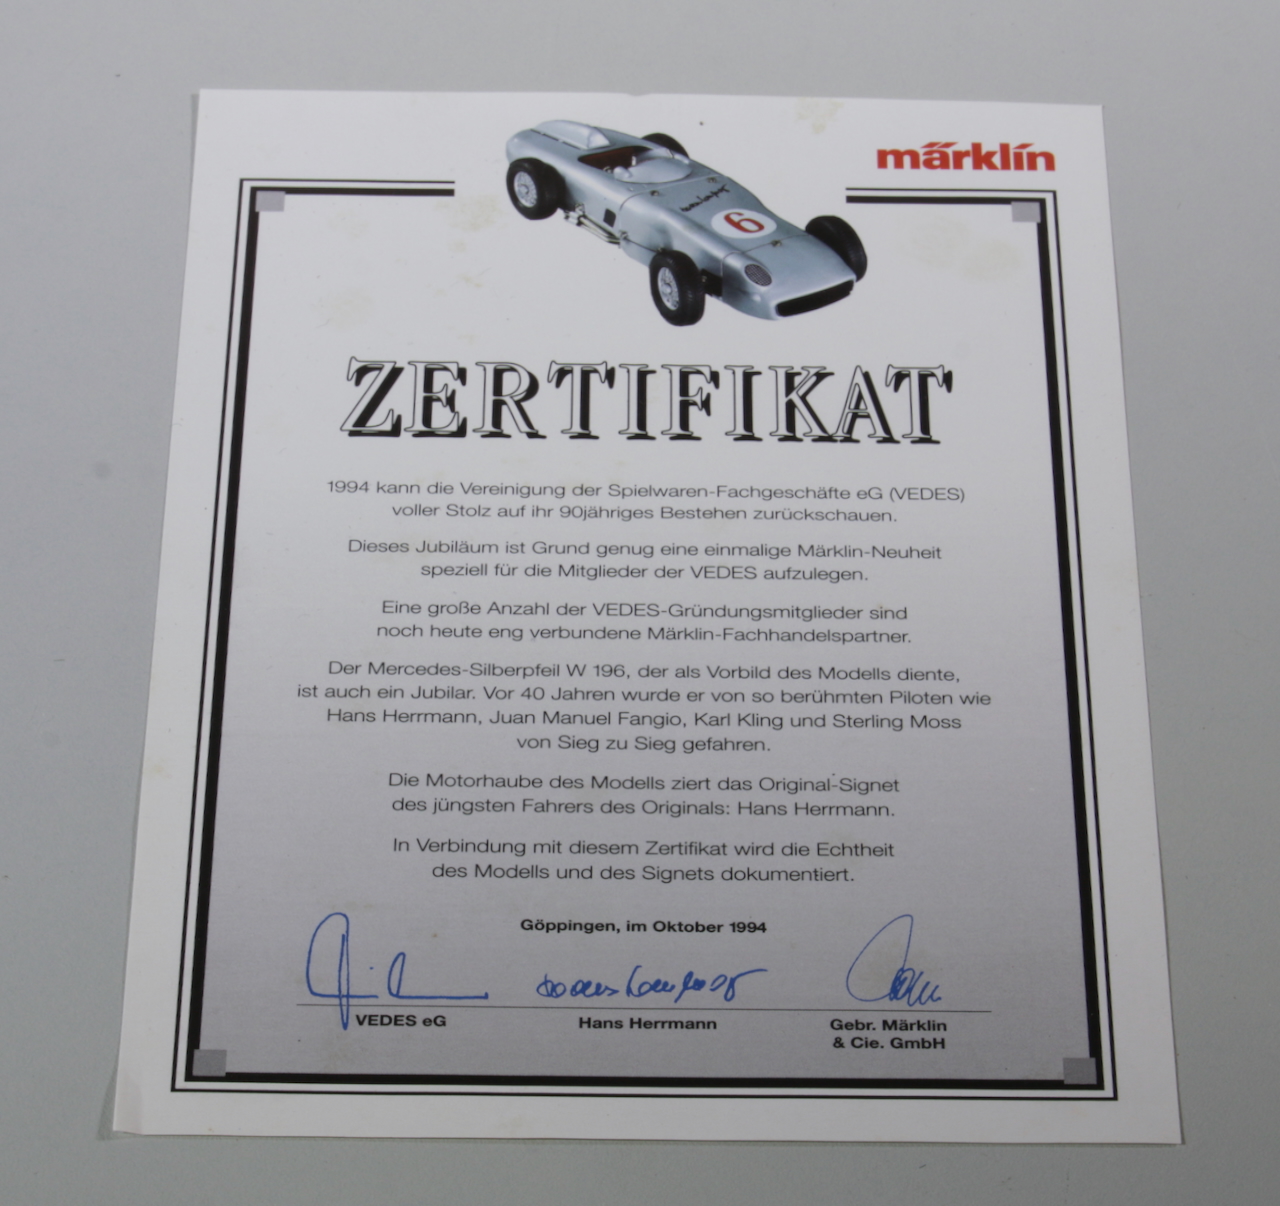 märklin
6
ZERTIFIKAT
1994 kann die Vereinigung der Spielwaren-Fachgeschäfte eG (VEDES)
voller Stolz auf ihr 90jähriges Bestehen zurückschauen.
Dieses Jubiläum ist Grund genug eine einmalige Märklin-Neuheit
speziell für die Mitglieder der VEDES aufzulegen.
Eine große Anzahl der VEDES-Gründungsmitglieder sind
noch heute eng verbundene Märklin-Fachhandelspartner.
Der Mercedes-Silberpfeil W 196, der als Vorbild des Modells diente,
ist auch ein Jubilar. Vor 40 Jahren wurde er von so berühmten Piloten wie
Hans Herrmann, Juan Manuel Fangio, Karl Kling und Sterling Moss
von Sieg zu Sieg gefahren.
Die Motorhaube des Modells ziert das Original-Signet
des jüngsten Fahrers des Originals: Hans Herrmann.
In Verbindung mit diesem Zertifikat wird die Echtheit
des Modells und des Signets dokumentiert.
Göppingen, im Oktober 1994
VEDES eG
Hans Herrmann
Gebr. Märklin
& Cie. GmbH